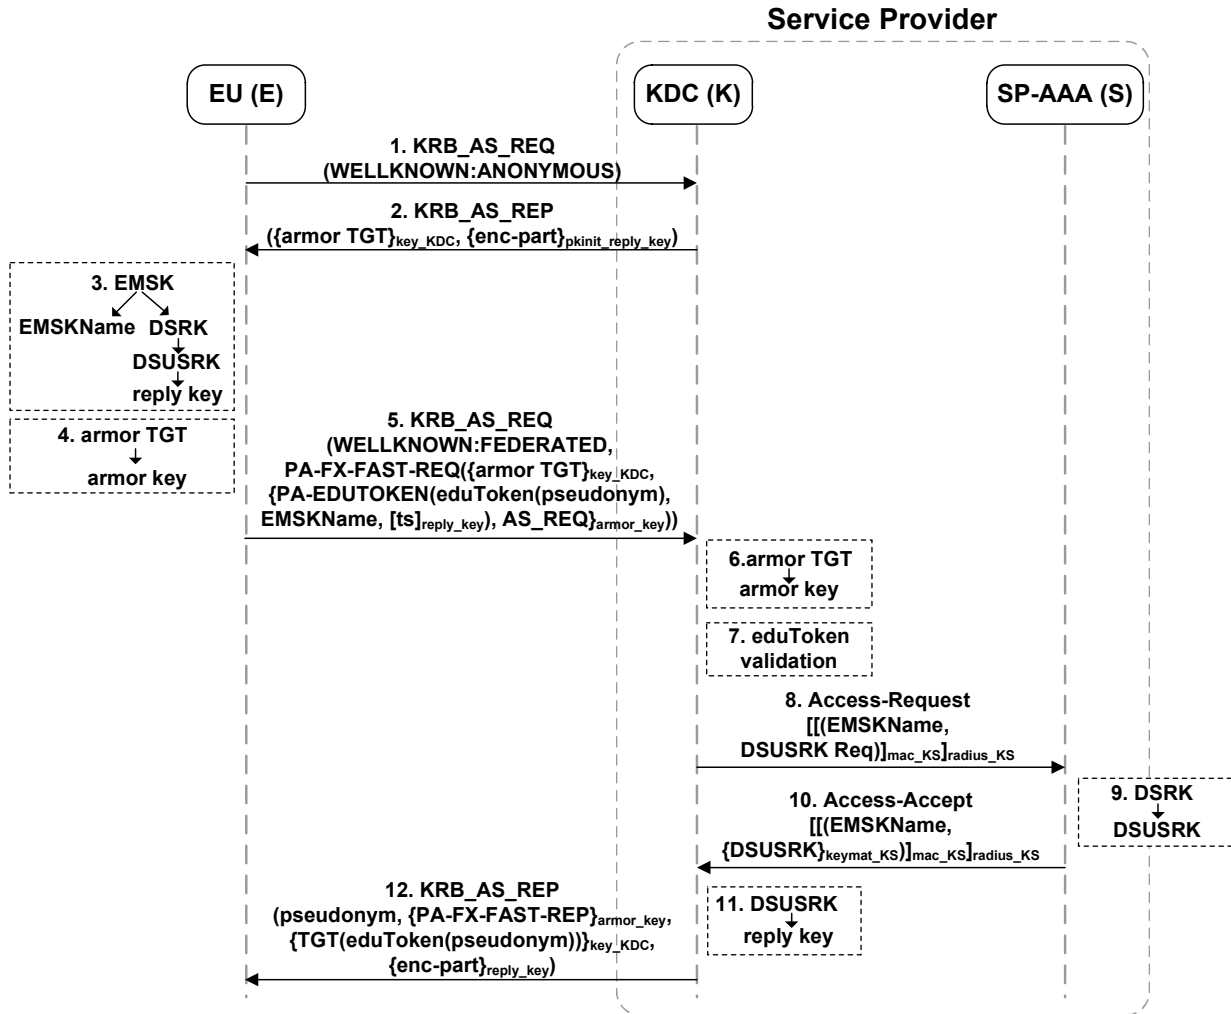 Service Provider
EU (E)
KDC (K)
SP-AAA (S)
1. KRB_AS_REQ
(WELLKNOWN:ANONYMOUS)
2. KRB_AS_REP
({armor TGT}key_KDC, {enc-part}pkinit_reply_key)
3. EMSK
EMSKName DSRK
DSUSRK
reply key
4. armor TGT
armor key
5. KRB_AS_REQ
(WELLKNOWN:FEDERATED,
PA-FX-FAST-REQ({armor TGT}key_KDC,
{PA-EDUTOKEN(eduToken(pseudonym),
EMSKName, [ts]reply_key), AS_REQ}armor_key))
6.armor TGT
armor key
7. eduToken
validation
8. Access-Request
[[(EMSKName,
DSUSRK Req)]mac_KS]radius_KS
9. DSRK
DSUSRK
10. Access-Accept
[[(EMSKName,
{DSUSRK}keymat_KS)]mac_KS]radius_KS
11. DSUSRK
reply key
12. KRB_AS_REP
(pseudonym, {PA-FX-FAST-REP}armor_key,
{TGT(eduToken(pseudonym))}key_KDC,
{enc-part}reply_key)